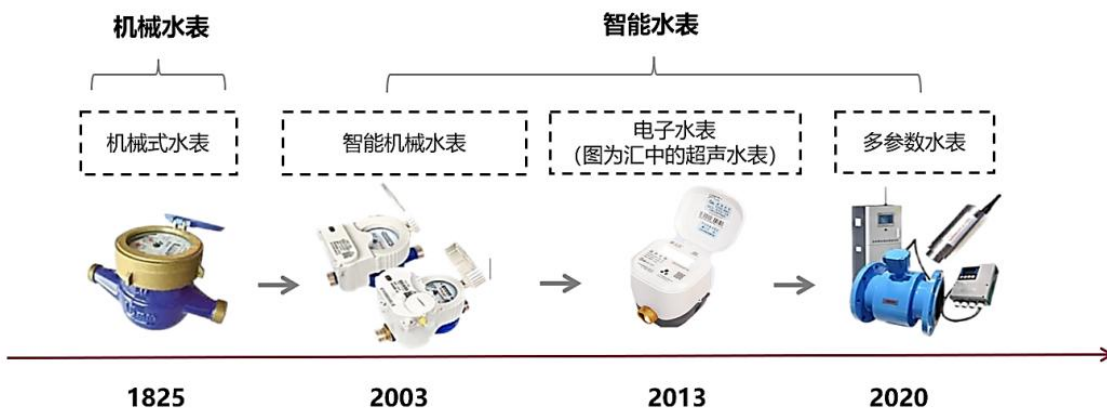 机械水表
智能水表
机械式水表
智能机械水表
电子水表
（图为汇中的超声水表）
多参数水表
1825
2003
2013
2020